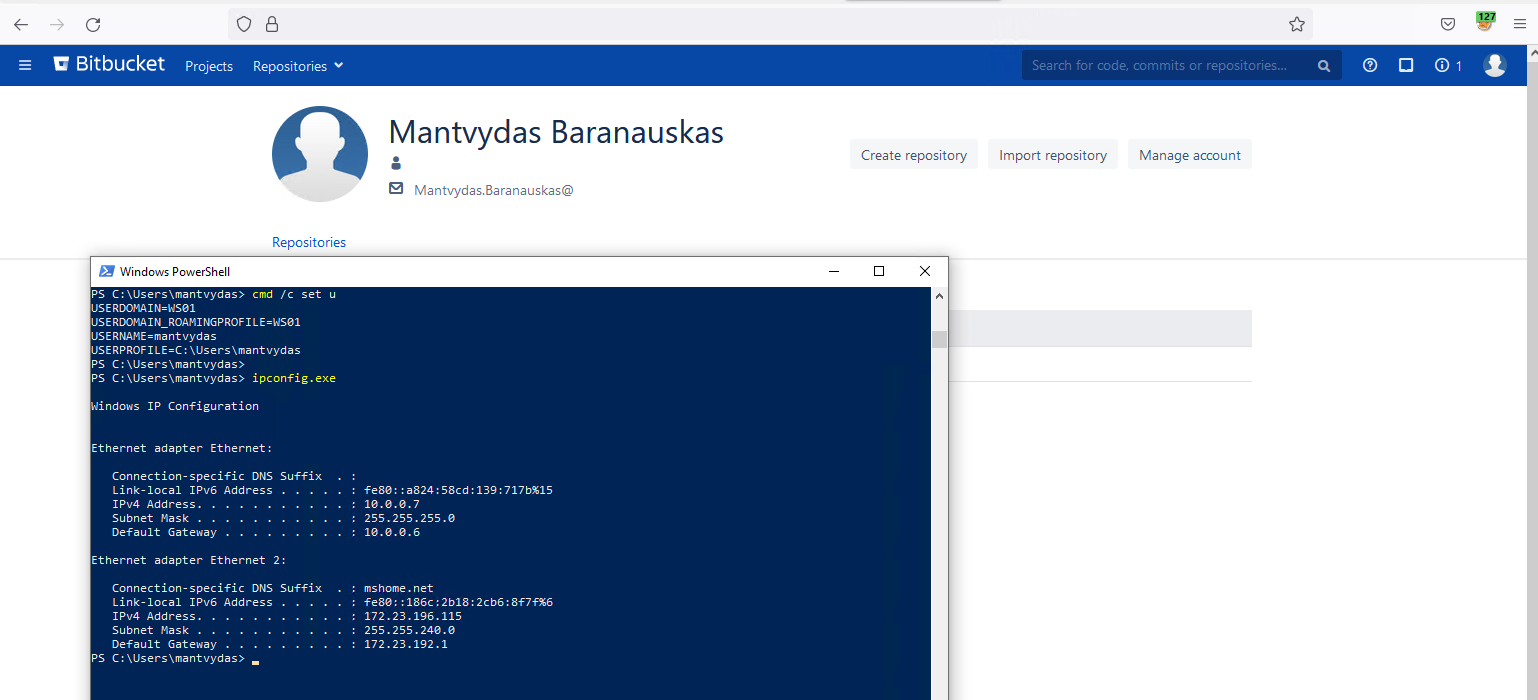 127
Bitbucket Projects Repositories Search for code, commits or repositories... 1
Mantvydas Baranauskas
Create repository Import repository Manage account
Mantvydas.Baranauskas@
Repositories
Windows PowerShell
PS C:\Users\mantvydas> cmd /c set u
USERDOMAIN=WS01
USERDOMAIN_ROAMINGPROFILE=WS01
USERNAME=mantvydas
USERPROFILE=C:\Users\mantvydas
PS C:\Users\mantvydas>
PS C:\Users\mantvydas> ipconfig.exe
Windows IP Configuration
Ethernet adapter Ethernet:
Connection-specific DNS Suffix . :
Link-local IPv6 Address . . . . . : fe80::a824:58cd:139:717b%15
IPv4 Address. . . . . . . . . . . : 10.0.0.7
Subnet Mask . . . . . . . . . . . : 255.255.255.0
Default Gateway . . . . . . . . . : 10.0.0.6
Ethernet adapter Ethernet 2:
Connection-specific DNS Suffix . : mshome.net
Link-local IPv6 Address . . . . . : fe80::186c:2b18:2cb6:8f7f%6
IPv4 Address. . . . . . . . . . . : 172.23.196.115
Subnet Mask . . . . . . . . . . . : 255.255.240.0
Default Gateway . . . . . . . . . : 172.23.192.1
PS C:\Users\mantvydas>